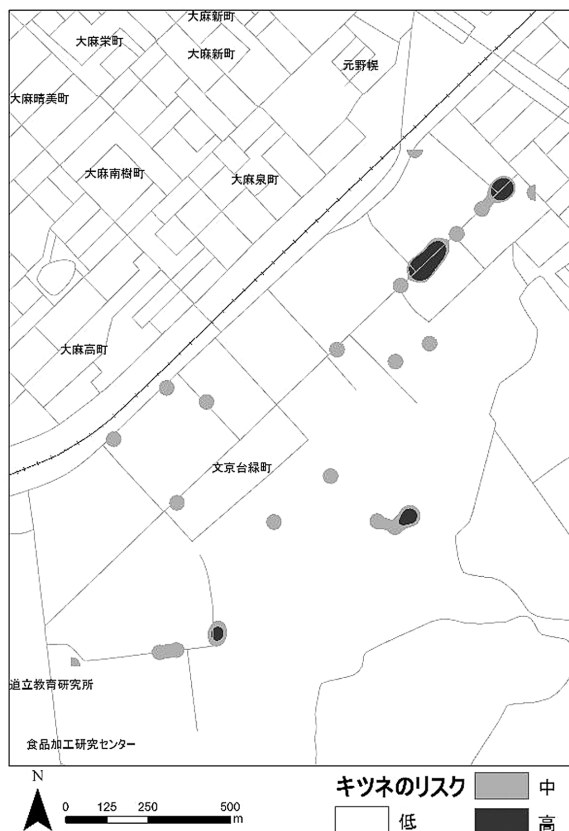 大麻新町
大麻栄町
大麻新町
元野幌
大麻晴美町
大麻南樹町
大麻泉町
大麻高町
文京台緑町
道立教育研究所
食品加工研究センター
N
0 125 250 500
m
キツネのリスク
中
低
高